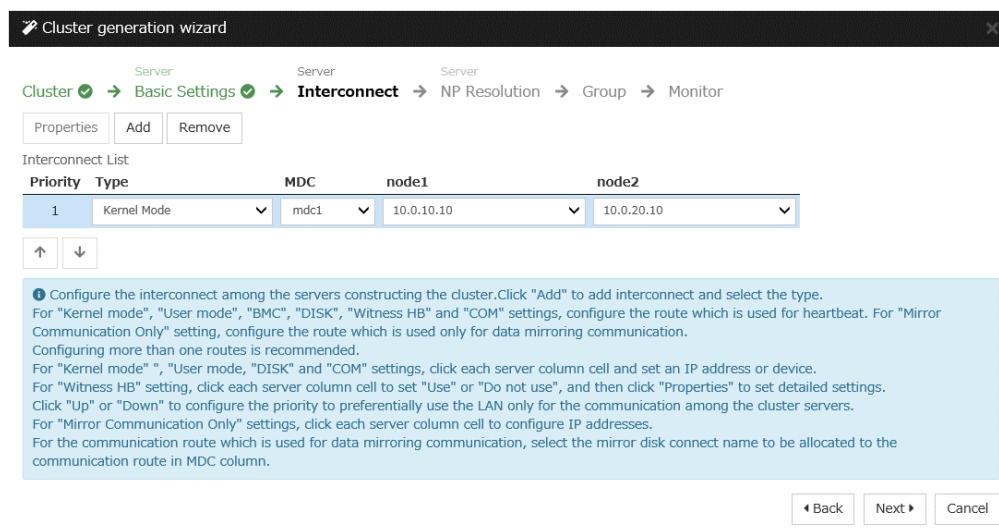 Cluster generation wizard
Server Server Server
Cluster → Basic Settings → Interconnect → NP Resolution → Group → Monitor
Properties Add Remove
Interconnect List
Priority Type MDC node1 node2
1 Kernel Mode mdc1 10.0.10.10 10.0.20.10
Configure the interconnect among the servers constructing the cluster.Click "Add" to add interconnect and select the type.
For "Kernel mode", "User mode", "BMC", "DISK", "Witness HB" and "COM" settings, configure the route which is used for heartbeat. For "Mirror
Communication Only" setting, configure the route which is used only for data mirroring communication.
Configuring more than one routes is recommended.
For "Kernel mode" ", "User mode, "DISK" and "COM" settings, click each server column cell and set an IP address or device.
For "Witness HB" setting, click each server column cell to set "Use" or "Do not use", and then click "Properties" to set detailed settings.
Click "Up" or "Down" to configure the priority to preferentially use the LAN only for the communication among the cluster servers.
For "Mirror Communication Only" settings, click each server column cell to configure IP addresses.
For the communication route which is used for data mirroring communication, select the mirror disk connect name to be allocated to the
communication route in MDC column.
Back Next Cancel